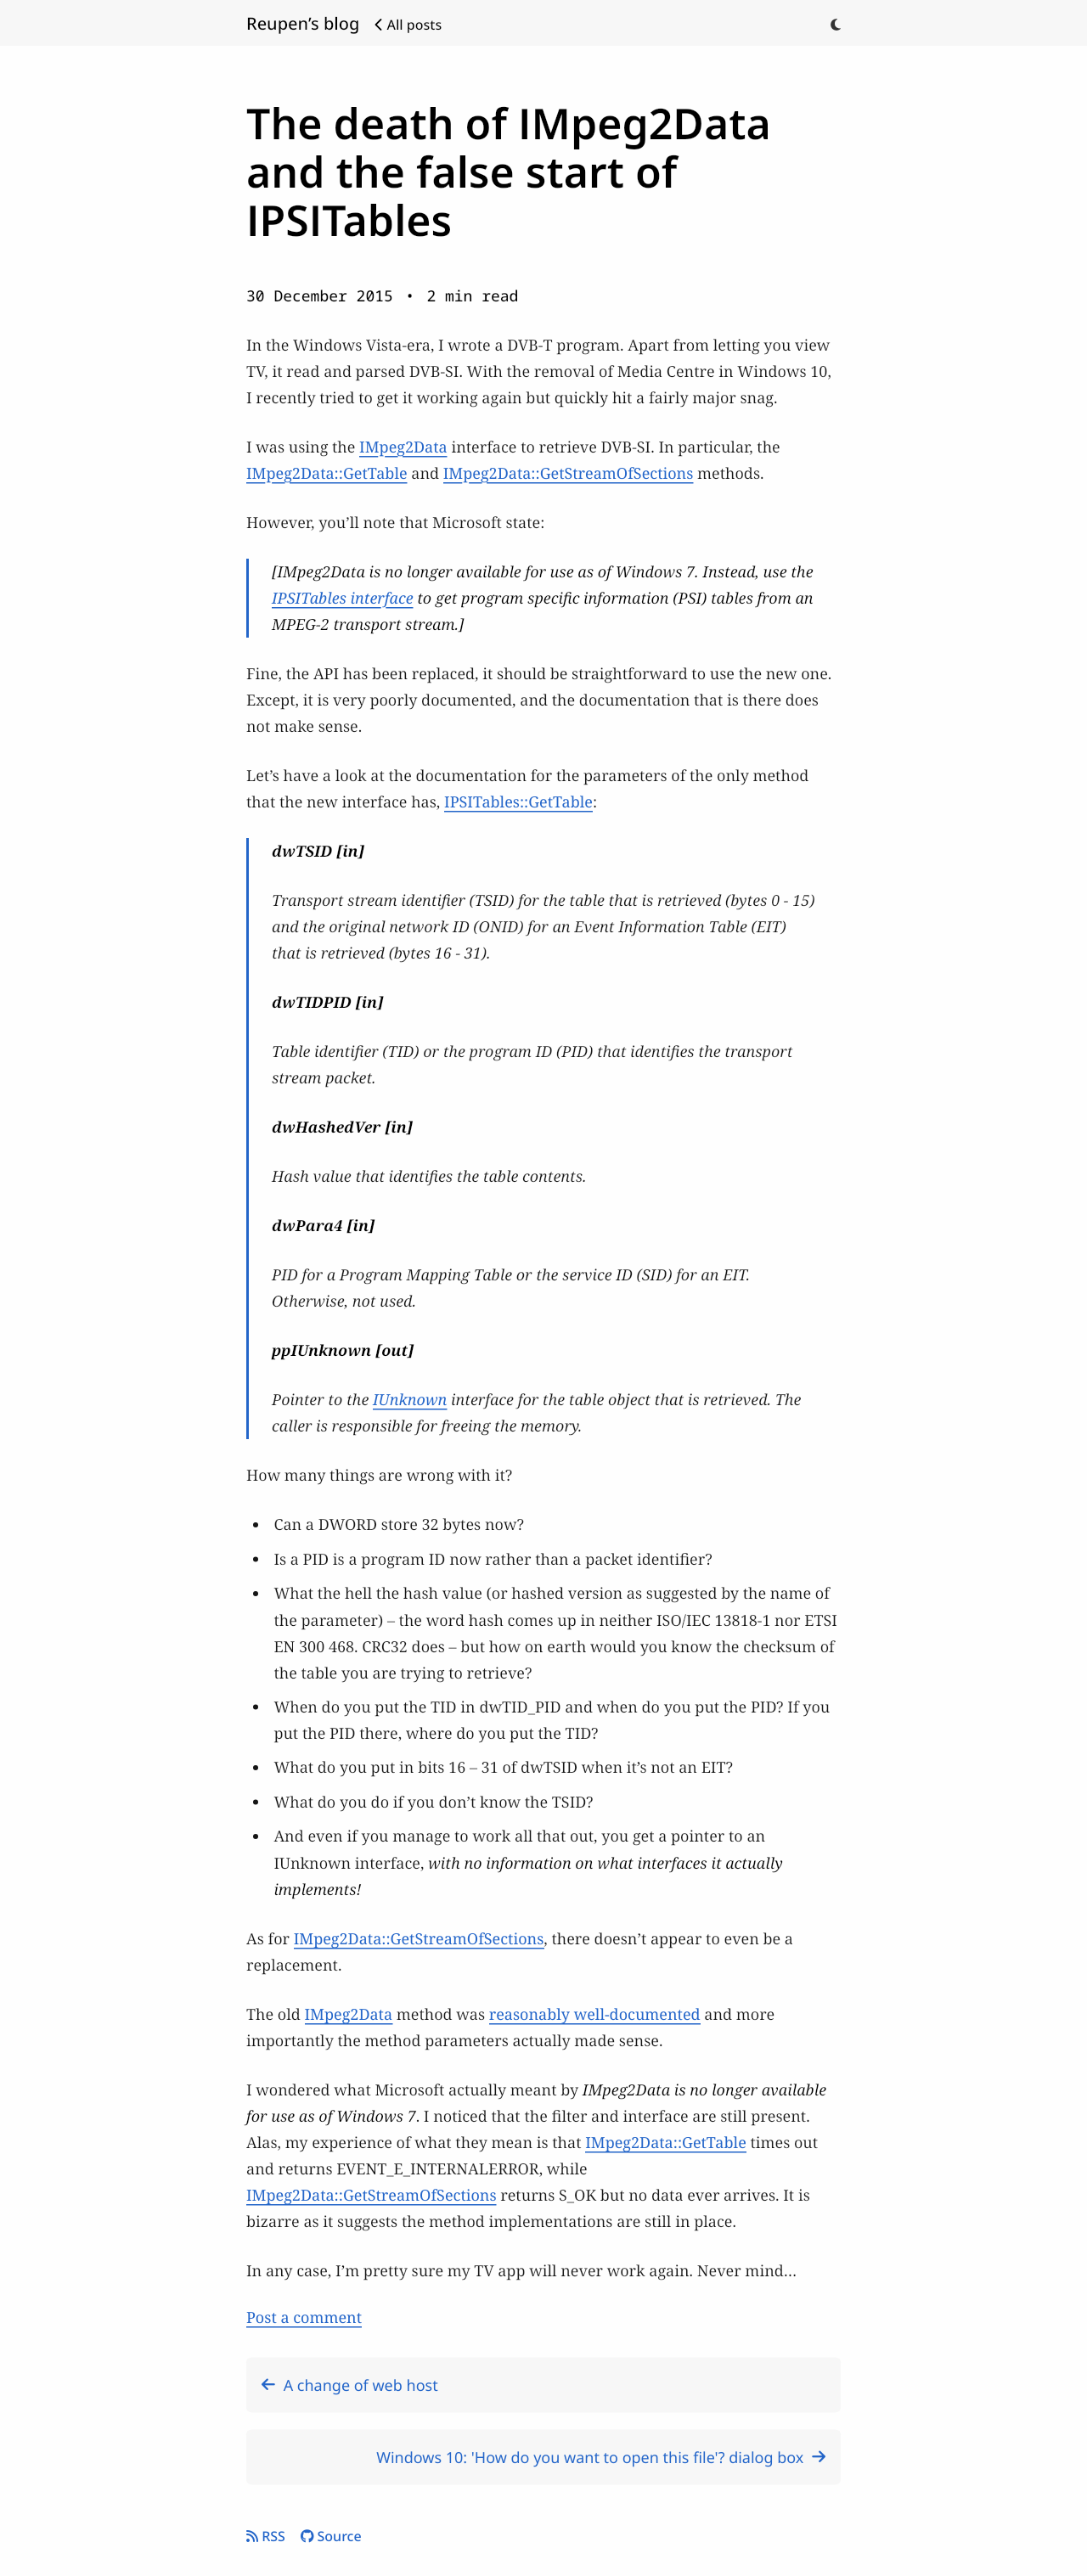 Reupen’s blog All posts
The death of IMpeg2Data
and the false start of
IPSITables
30 December 2015 • 2 min read
In the Windows Vista-era, I wrote a DVB-T program. Apart from letting you view
TV, it read and parsed DVB-SI. With the removal of Media Centre in Windows 10,
I recently tried to get it working again but quickly hit a fairly major snag.
I was using the IMpeg2Data interface to retrieve DVB-SI. In particular, the
IMpeg2Data::GetTable and IMpeg2Data::GetStreamOfSections methods.
However, you’ll note that Microsoft state:
[IMpeg2Data is no longer available for use as of Windows 7. Instead, use the
IPSITables interface to get program specific information (PSI) tables from an
MPEG-2 transport stream.]
Fine, the API has been replaced, it should be straightforward to use the new one.
Except, it is very poorly documented, and the documentation that is there does
not make sense.
Let’s have a look at the documentation for the parameters of the only method
that the new interface has, IPSITables::GetTable:
dwTSID [in]
Transport stream identifier (TSID) for the table that is retrieved (bytes 0 - 15)
and the original network ID (ONID) for an Event Information Table (EIT)
that is retrieved (bytes 16 - 31).
dwTIDPID [in]
Table identifier (TID) or the program ID (PID) that identifies the transport
stream packet.
dwHashedVer [in]
Hash value that identifies the table contents.
dwPara4 [in]
PID for a Program Mapping Table or the service ID (SID) for an EIT.
Otherwise, not used.
ppIUnknown [out]
Pointer to the IUnknown interface for the table object that is retrieved. The
caller is responsible for freeing the memory.
How many things are wrong with it?
• Can a DWORD store 32 bytes now?
• Is a PID is a program ID now rather than a packet identifier?
• What the hell the hash value (or hashed version as suggested by the name of
the parameter) – the word hash comes up in neither ISO/IEC 13818-1 nor ETSI
EN 300 468. CRC32 does – but how on earth would you know the checksum of
the table you are trying to retrieve?
• When do you put the TID in dwTID_PID and when do you put the PID? If you
put the PID there, where do you put the TID?
• What do you put in bits 16 – 31 of dwTSID when it’s not an EIT?
• What do you do if you don’t know the TSID?
• And even if you manage to work all that out, you get a pointer to an
IUnknown interface, with no information on what interfaces it actually
implements!
As for IMpeg2Data::GetStreamOfSections, there doesn’t appear to even be a
replacement.
The old IMpeg2Data method was reasonably well-documented and more
importantly the method parameters actually made sense.
I wondered what Microsoft actually meant by IMpeg2Data is no longer available
for use as of Windows 7. I noticed that the filter and interface are still present.
Alas, my experience of what they mean is that IMpeg2Data::GetTable times out
and returns EVENT_E_INTERNALERROR, while
IMpeg2Data::GetStreamOfSections returns S_OK but no data ever arrives. It is
bizarre as it suggests the method implementations are still in place.
In any case, I’m pretty sure my TV app will never work again. Never mind…
Post a comment
← A change of web host
Windows 10: 'How do you want to open this file'? dialog box →
RSS Source